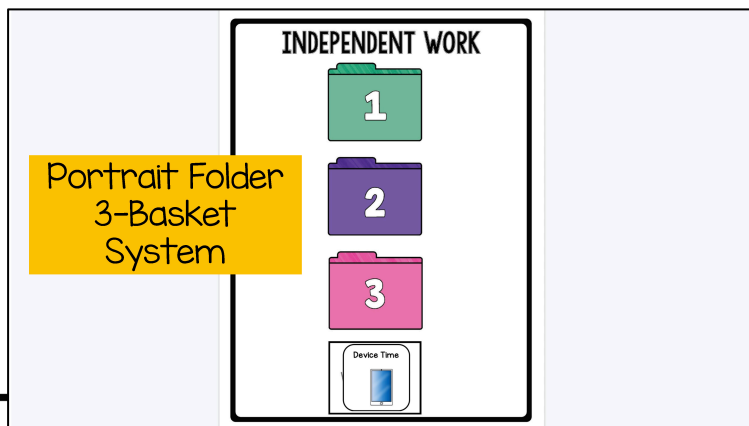 INDEPENDENT WORK
1
Portrait Folder
3-Basket
System
2
3
Device Time